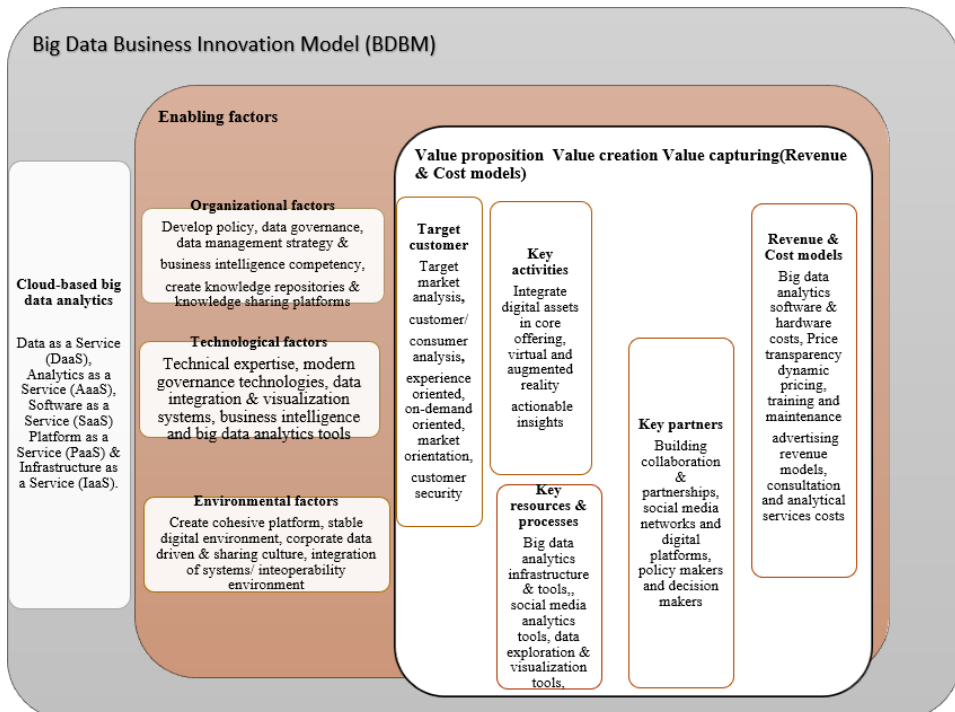 Big Data Business Innovation Model (BDBM)
Enabling factors
Cloud-based big
data analytics
Data as a Service
(DaaS),
Analytics as a
Service (AaaS),
Software as a
Service (SaaS)
Platform as a
Service (PaaS) &
Infrastructure as
a Service (IaaS).
Organizational factors
Develop policy, data governance,
data management strategy &
business intelligence competency,
create knowledge repositories &
knowledge sharing platforms
Technological factors
Technical expertise, modern
governance technologies, data
integration & visualization
systems, business intelligence
and big data analytics tools
Environmental factors
Create cohesive platform, stable
digital environment, corporate data
driven & sharing culture, integration
of systems/ inteoperability
environment
Value proposition Value creation Value capturing(Revenue
& Cost models)
Target
customer
Target
market
analysis,
customer/
consumer
analysis,
experience
oriented,
on-demand
oriented,
market
orientation,
customer
security
Key
activities
Integrate
digital assets
in core
offering,
virtual and
augmented
reality
actionable
insights
Key
resources &
processes
Big data
analytics
infrastructure
& tools,,
social media
analytics
tools, data
exploration &
visualization
tools,
Key partners
Building
collaboration
&
partnerships,
social media
networks and
digital
platforms,
policy makers
and decision
makers
Revenue &
Cost models
Big data
analytics
software &
hardware
costs, Price
transparency
dynamic
pricing,
training and
maintenance
advertising
revenue
models,
consultation
and analytical
services costs